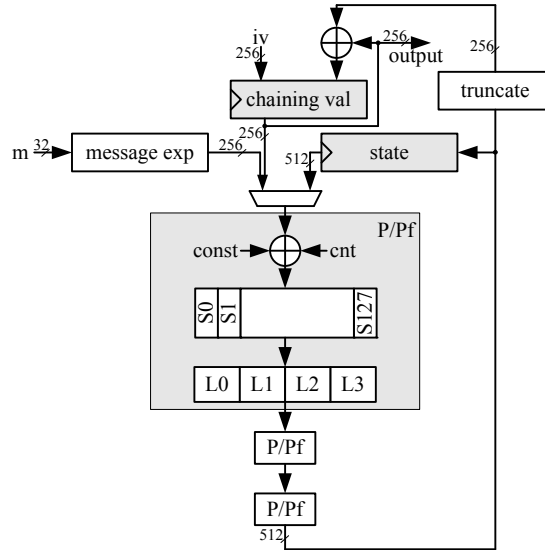 iv
256
256
output
256
chaining val
truncate
m
32
message exp
256
256
512
state
P/Pf
const
cnt
S0
S1
S127
L0
L1
L2
L3
P/Pf
P/Pf
512